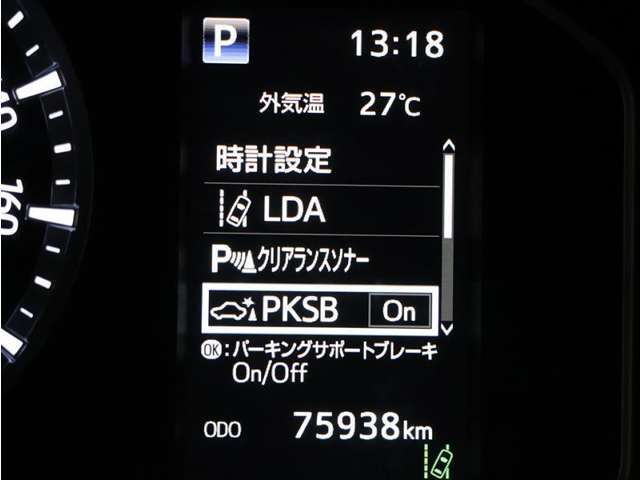 P 13:18
外気温 27℃
時計設定
LDA
P クリアランスソナー
PKSB On
OK:パーキングサポートブレーキ
On/Off
ODO 75938km
160